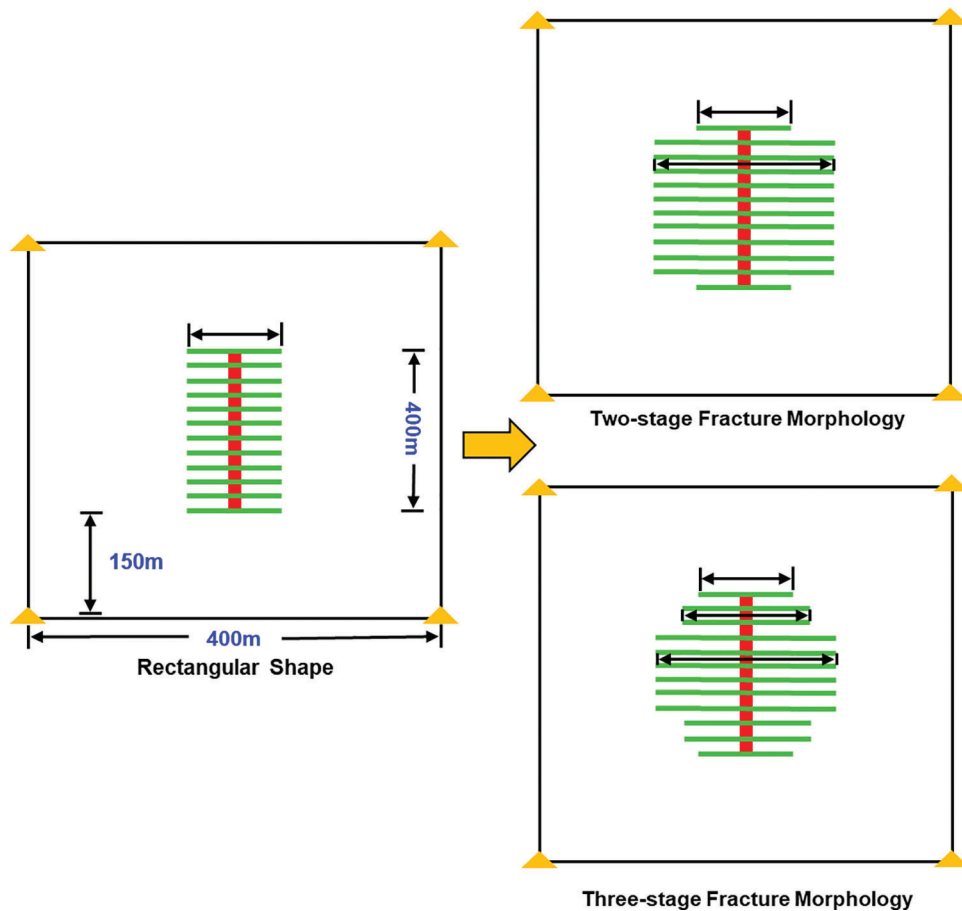 Two-stage Fracture Morphology
400m
150m
400m
Rectangular Shape
Three-stage Fracture Morphology